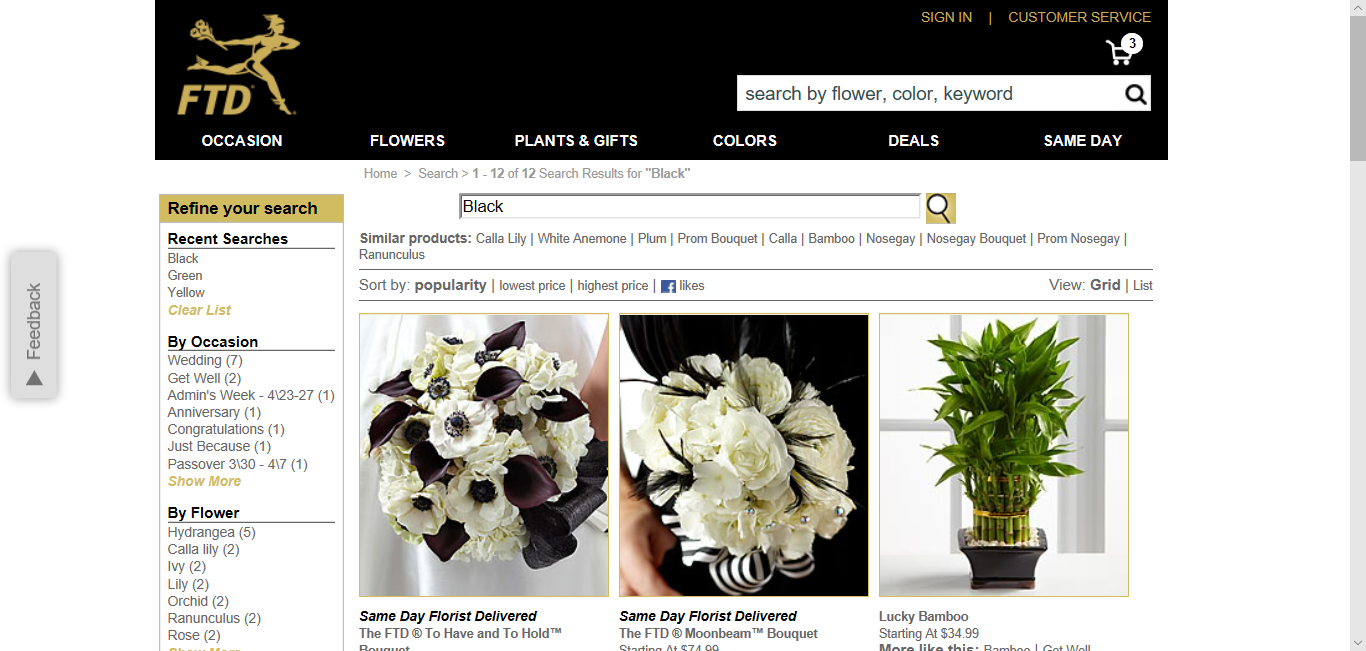 SIGN IN | CUSTOMER SERVICE
3
FTD
search by flower, color, keyword
OCCASION FLOWERS PLANTS & GIFTS COLORS DEALS SAME DAY
Home > Search > 1 - 12 of 12 Search Results for "Black"
Refine your search
Recent Searches
Black
Green
Yellow
Clear List
By Occasion
Wedding (7)
Get Well (2)
Admin's Week - 4\23-27 (1)
Anniversary (1)
Congratulations (1)
Just Because (1)
Passover 3\30 - 4\7 (1)
Show More
By Flower
Hydrangea (5)
Calla lily (2)
Ivy (2)
Lily (2)
Orchid (2)
Ranunculus (2)
Rose (2)
Show More
Feedback
Black
Similar products: Calla Lily | White Anemone | Plum | Prom Bouquet | Calla | Bamboo | Nosegay | Nosegay Bouquet | Prom Nosegay |
Ranunculus
Sort by: popularity | lowest price | highest price | f likes
View: Grid | List
Same Day Florist Delivered
The FTD ® To Have and To Hold™
Bouquet
Same Day Florist Delivered
The FTD ® Moonbeam™ Bouquet
Starting At $74.99
Lucky Bamboo
Starting At $34.99
More like this: Bamboo | Get Well